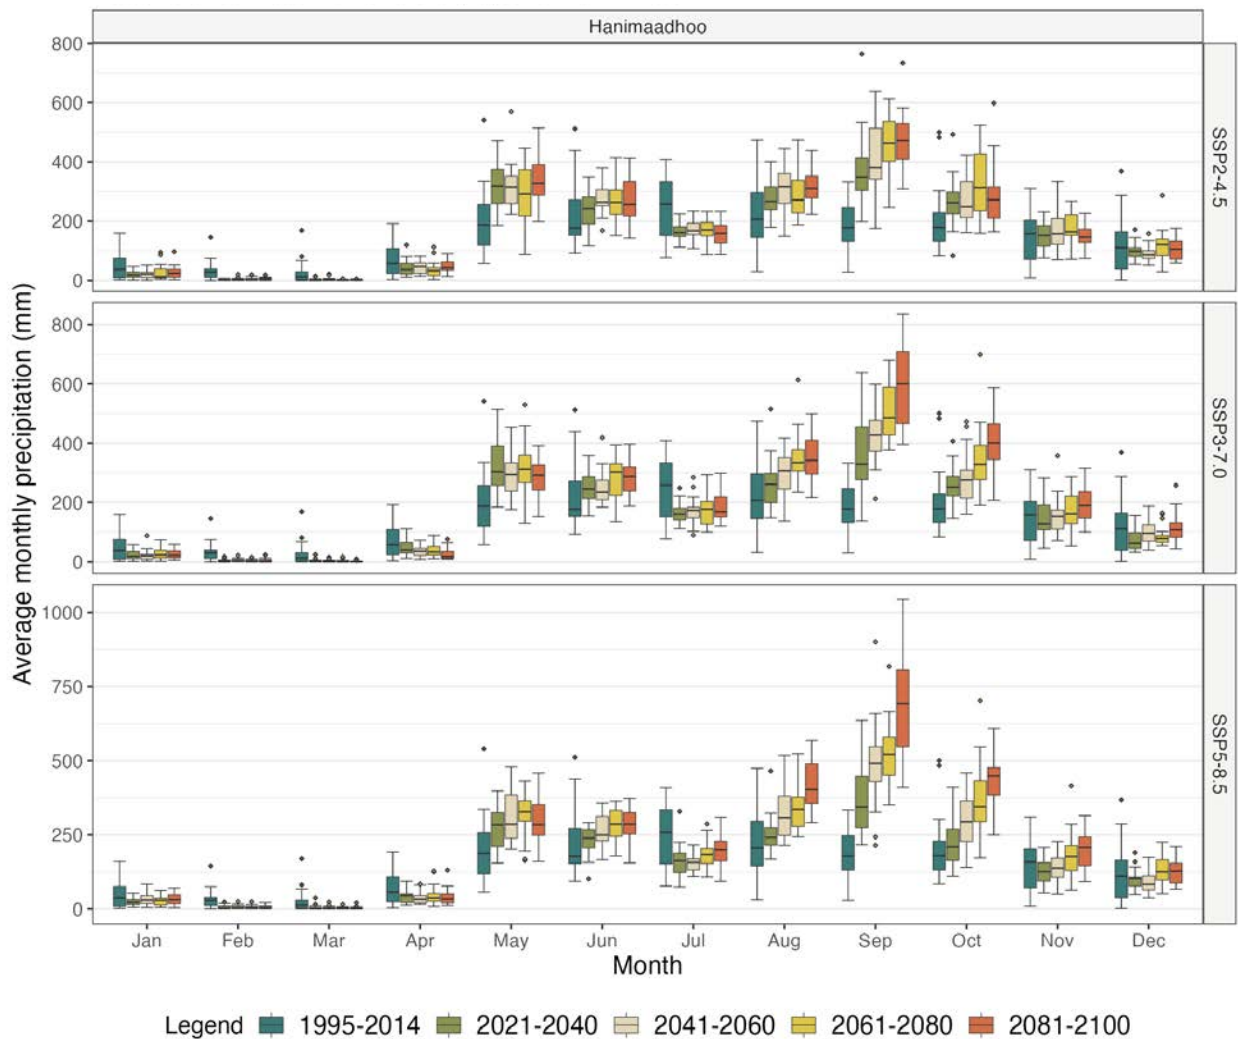 Hanimaadhoo
800
600
400
200
0
SSP2-4.5
800
600
400
200
0
SSP3-7.0
1000
750
500
250
0
SSP5-8.5
Average monthly precipitation (mm)
Jan Feb Mar Apr May Jun Jul Aug Sep Oct Nov Dec
Month
Legend 1995-2014 2021-2040 2041-2060 2061-2080 2081-2100